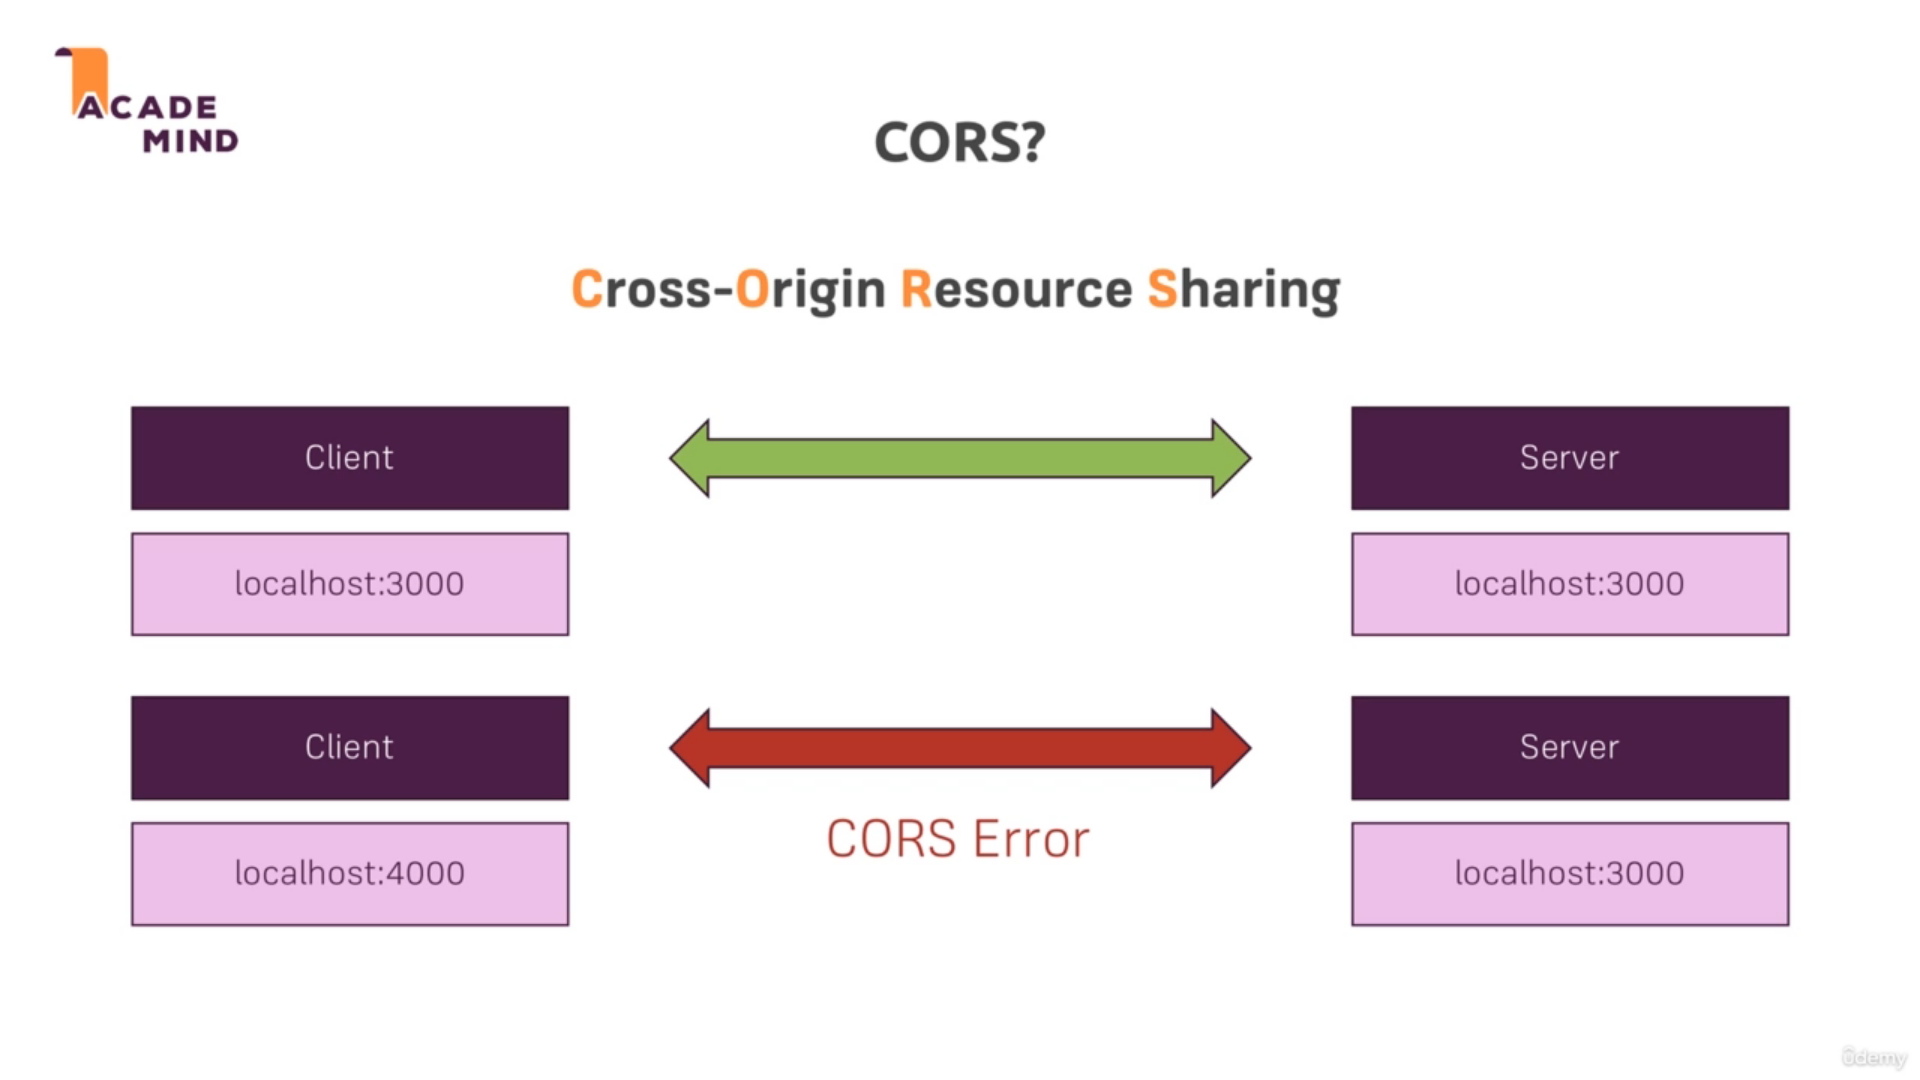 ACADE
MIND
CORS?
Cross-Origin Resource Sharing
Client
Server
localhost:3000
localhost:3000
Client
Server
CORS Error
localhost:4000
localhost:3000
ûdemy